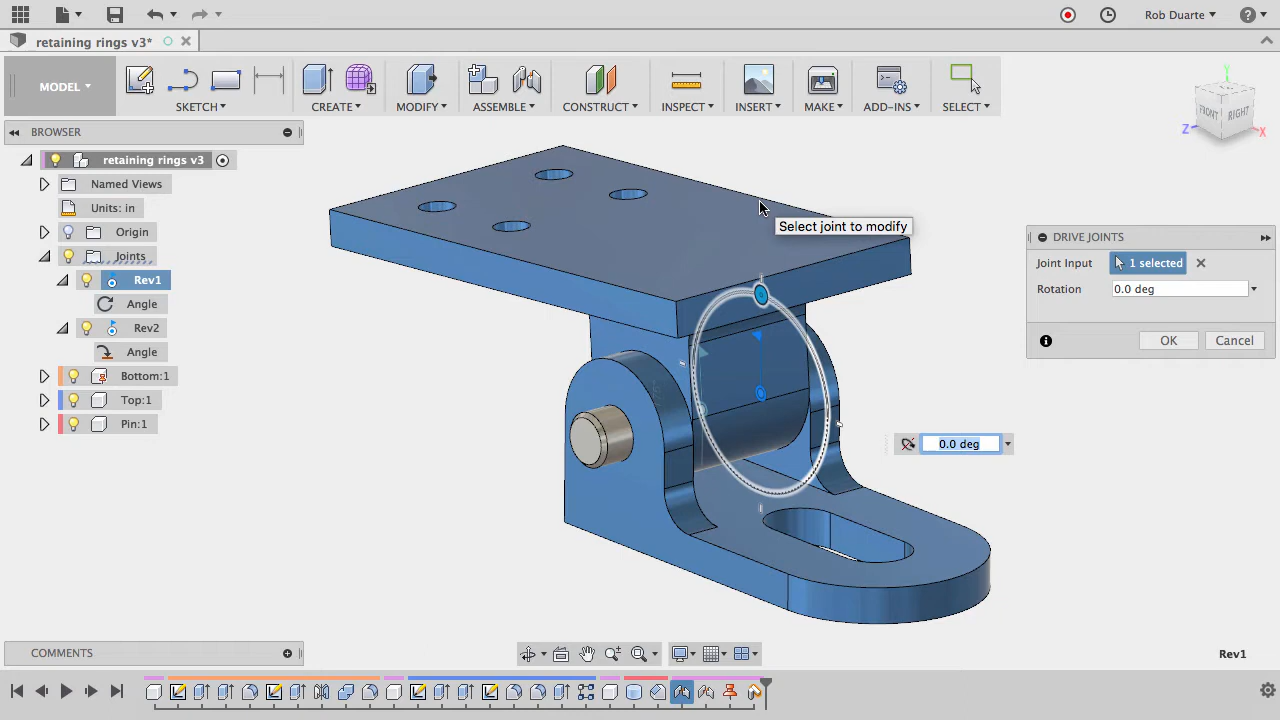 Rob Duarte
retaining rings v3*
MODEL
SKETCH
CREATE
MODIFY
ASSEMBLE
CONSTRUCT
INSPECT
INSERT
MAKE
ADD-INS
SELECT
Y
FRONT
RIGHT
Z
X
BROWSER
retaining rings v3
Named Views
Units: in
Origin
Joints
Rev1
Angle
Rev2
Angle
Bottom:1
Top:1
Pin:1
Select joint to modify
DRIVE JOINTS
Joint Input
1 selected
Rotation
0.0 deg
OK
Cancel
0.0 deg
COMMENTS
Rev1